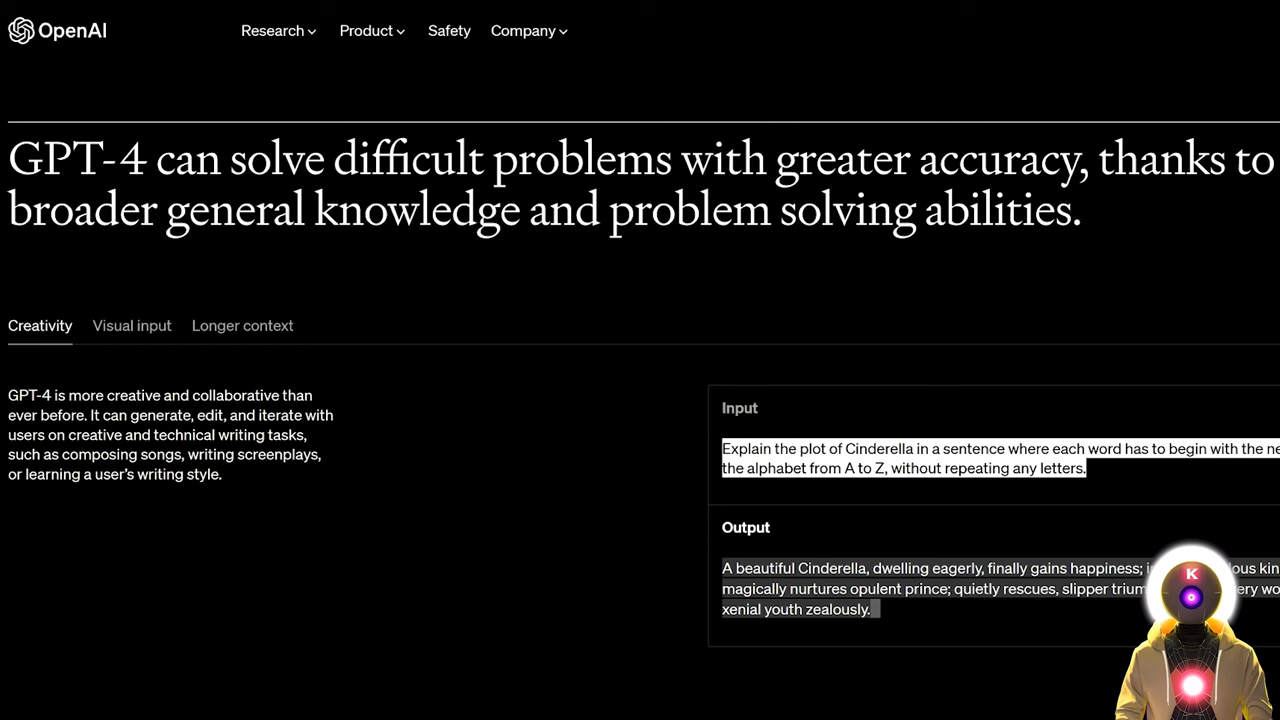 OpenAI
Research Product Safety Company
GPT-4 can solve difficult problems with greater accuracy, thanks to
broader general knowledge and problem solving abilities.
Creativity Visual input Longer context
GPT-4 is more creative and collaborative than
ever before. It can generate, edit, and iterate with
users on creative and technical writing tasks,
such as composing songs, writing screenplays,
or learning a user's writing style.
Input
Explain the plot of Cinderella in a sentence where each word has to begin with the
the alphabet from A to Z, without repeating any letters.
Output
A beautiful Cinderella, dwelling eagerly, finally gains happiness;
magically nurtures opulent prince; quietly rescues, slipper
xenial youth zealously.
K